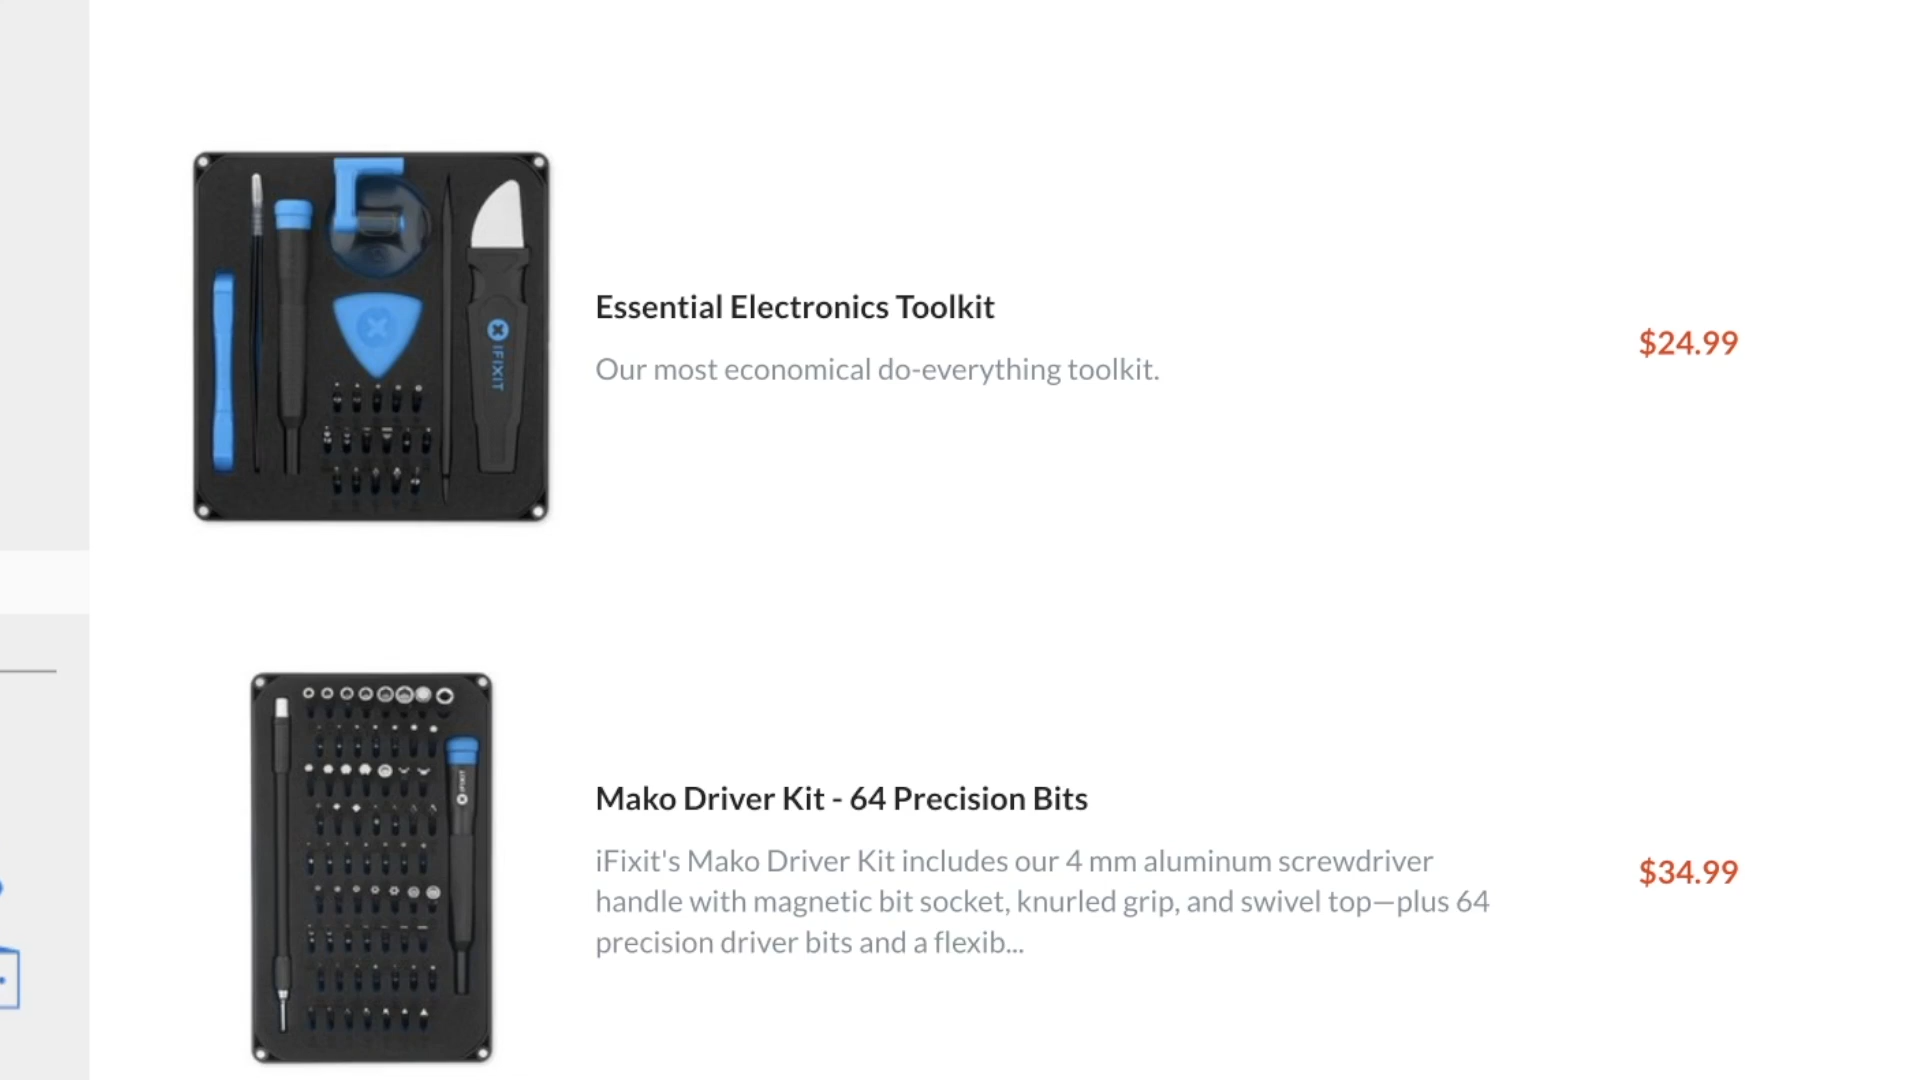 IFIXIT
Essential Electronics Toolkit
Our most economical do-everything toolkit.
$24.99
IFIXIT
Mako Driver Kit - 64 Precision Bits
iFixit's Mako Driver Kit includes our 4 mm aluminum screwdriver
handle with magnetic bit socket, knurled grip, and swivel top—plus 64
precision driver bits and a flexib...
$34.99